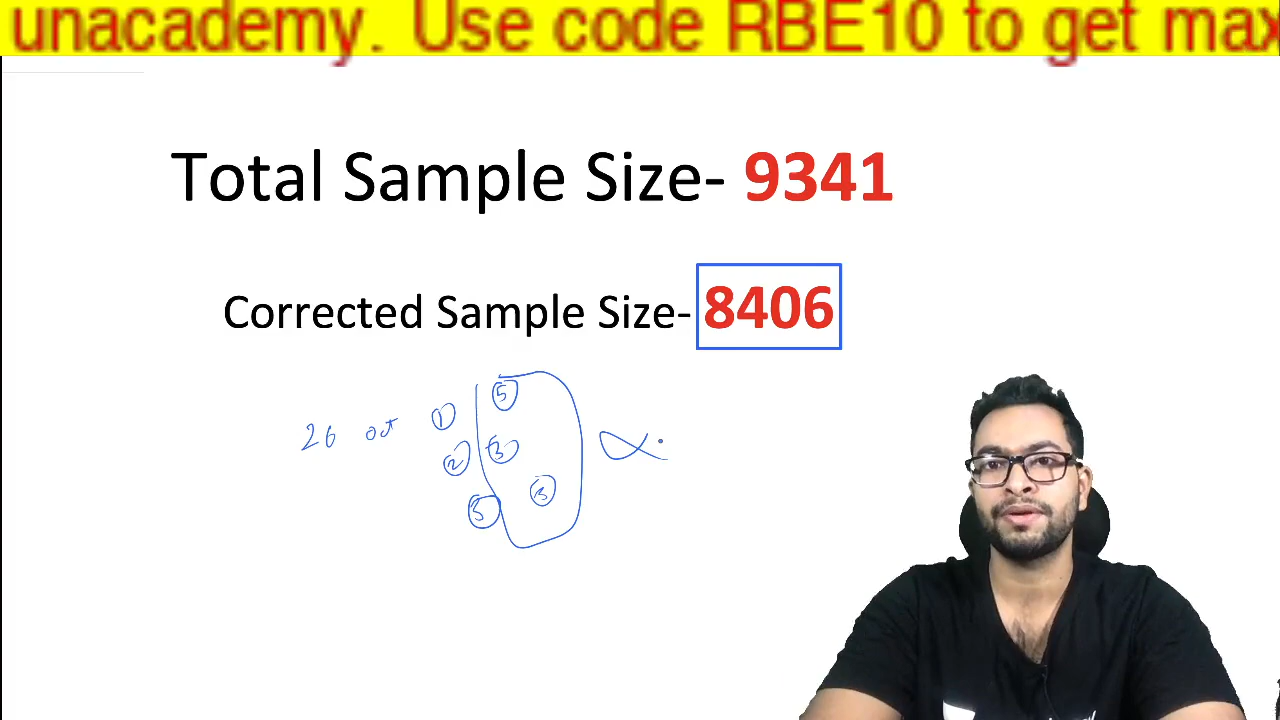 unacademy. Use code RBE10 to get max
Total Sample Size- 9341
Corrected Sample Size- 8406
5
26 oct 1
2 3
3
5